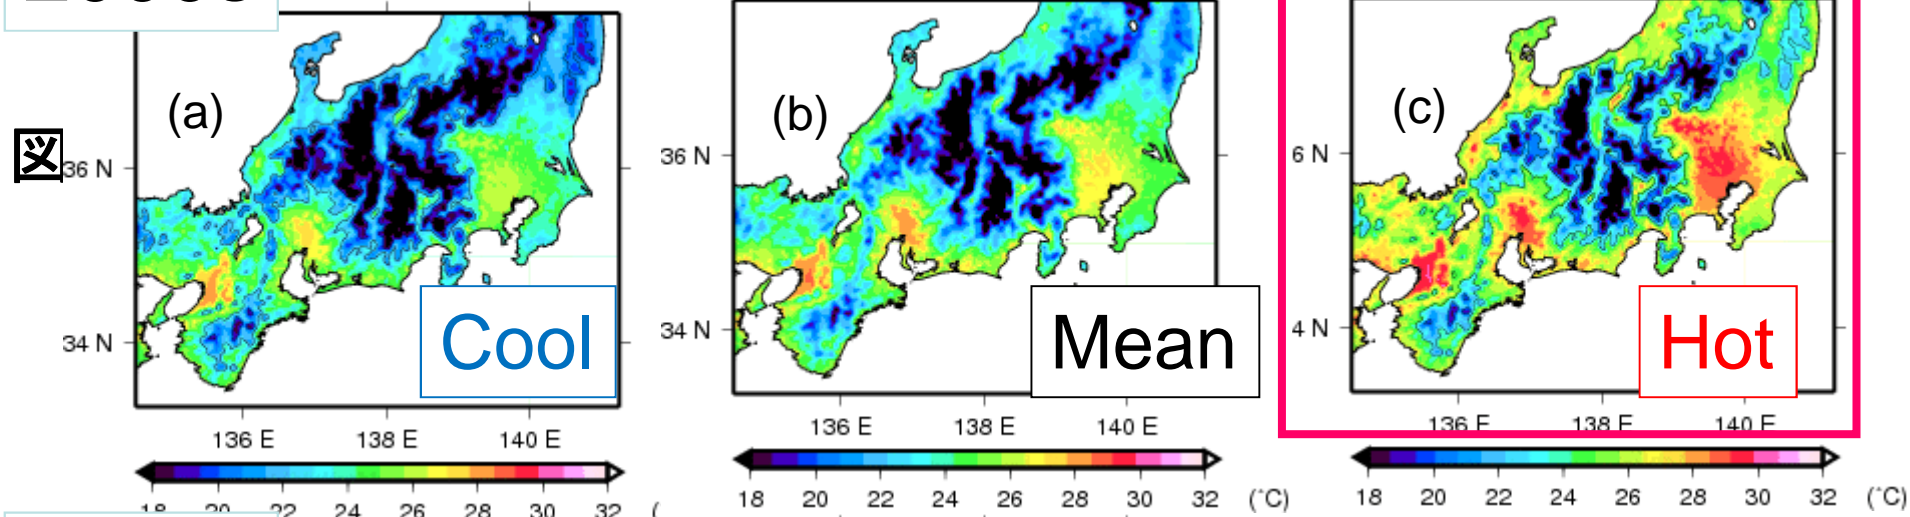 (a)
(b)
(c)
図
36 N
34 N
Cool
136 E 138 E 140 E
18 20 22 24 26 28 30 32 (
36 N
34 N
Mean
136 E 138 E 140 E
18 20 22 24 26 28 30 32 (°C)
6 N
4 N
Hot
136 E 138 E 140 E
18 20 22 24 26 28 30 32 (°C)